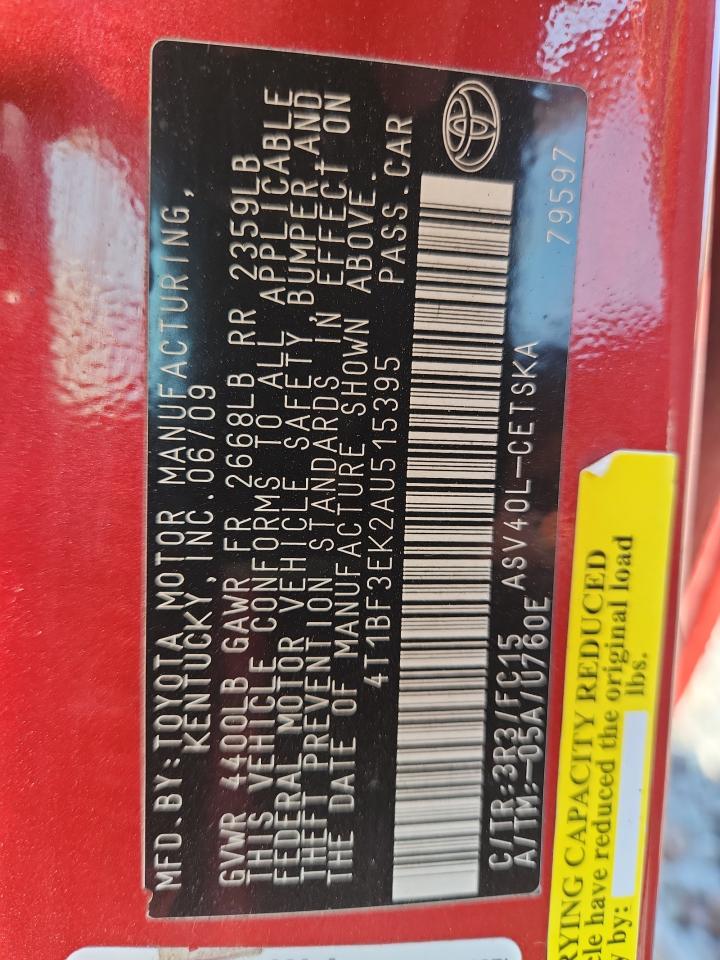 MFD.BY:TOYOTA MOTOR MANUFACTURING,
KENTUCKY,INC.06/09
GVWR 4400LB GAWR FR 2668LB RR 2359LB
THIS VEHICLE CONFORMS TO ALL APPLICABLE
FEDERAL MOTOR VEHICLE SAFETY,BUMPER AND
THEFT PREVENTION STANDARDS IN EFFECT ON
THE DATE OF MANUFACTURE SHOWN ABOVE.
4T1BF3EK2AU515395 PASS.CAR
C/TR:3R3/FC15 ASV40L-CETSKA
A/TM:-05A/U760E 79597
RYING CAPACITY REDUCED
cle have reduced the original load
y by: lbs.